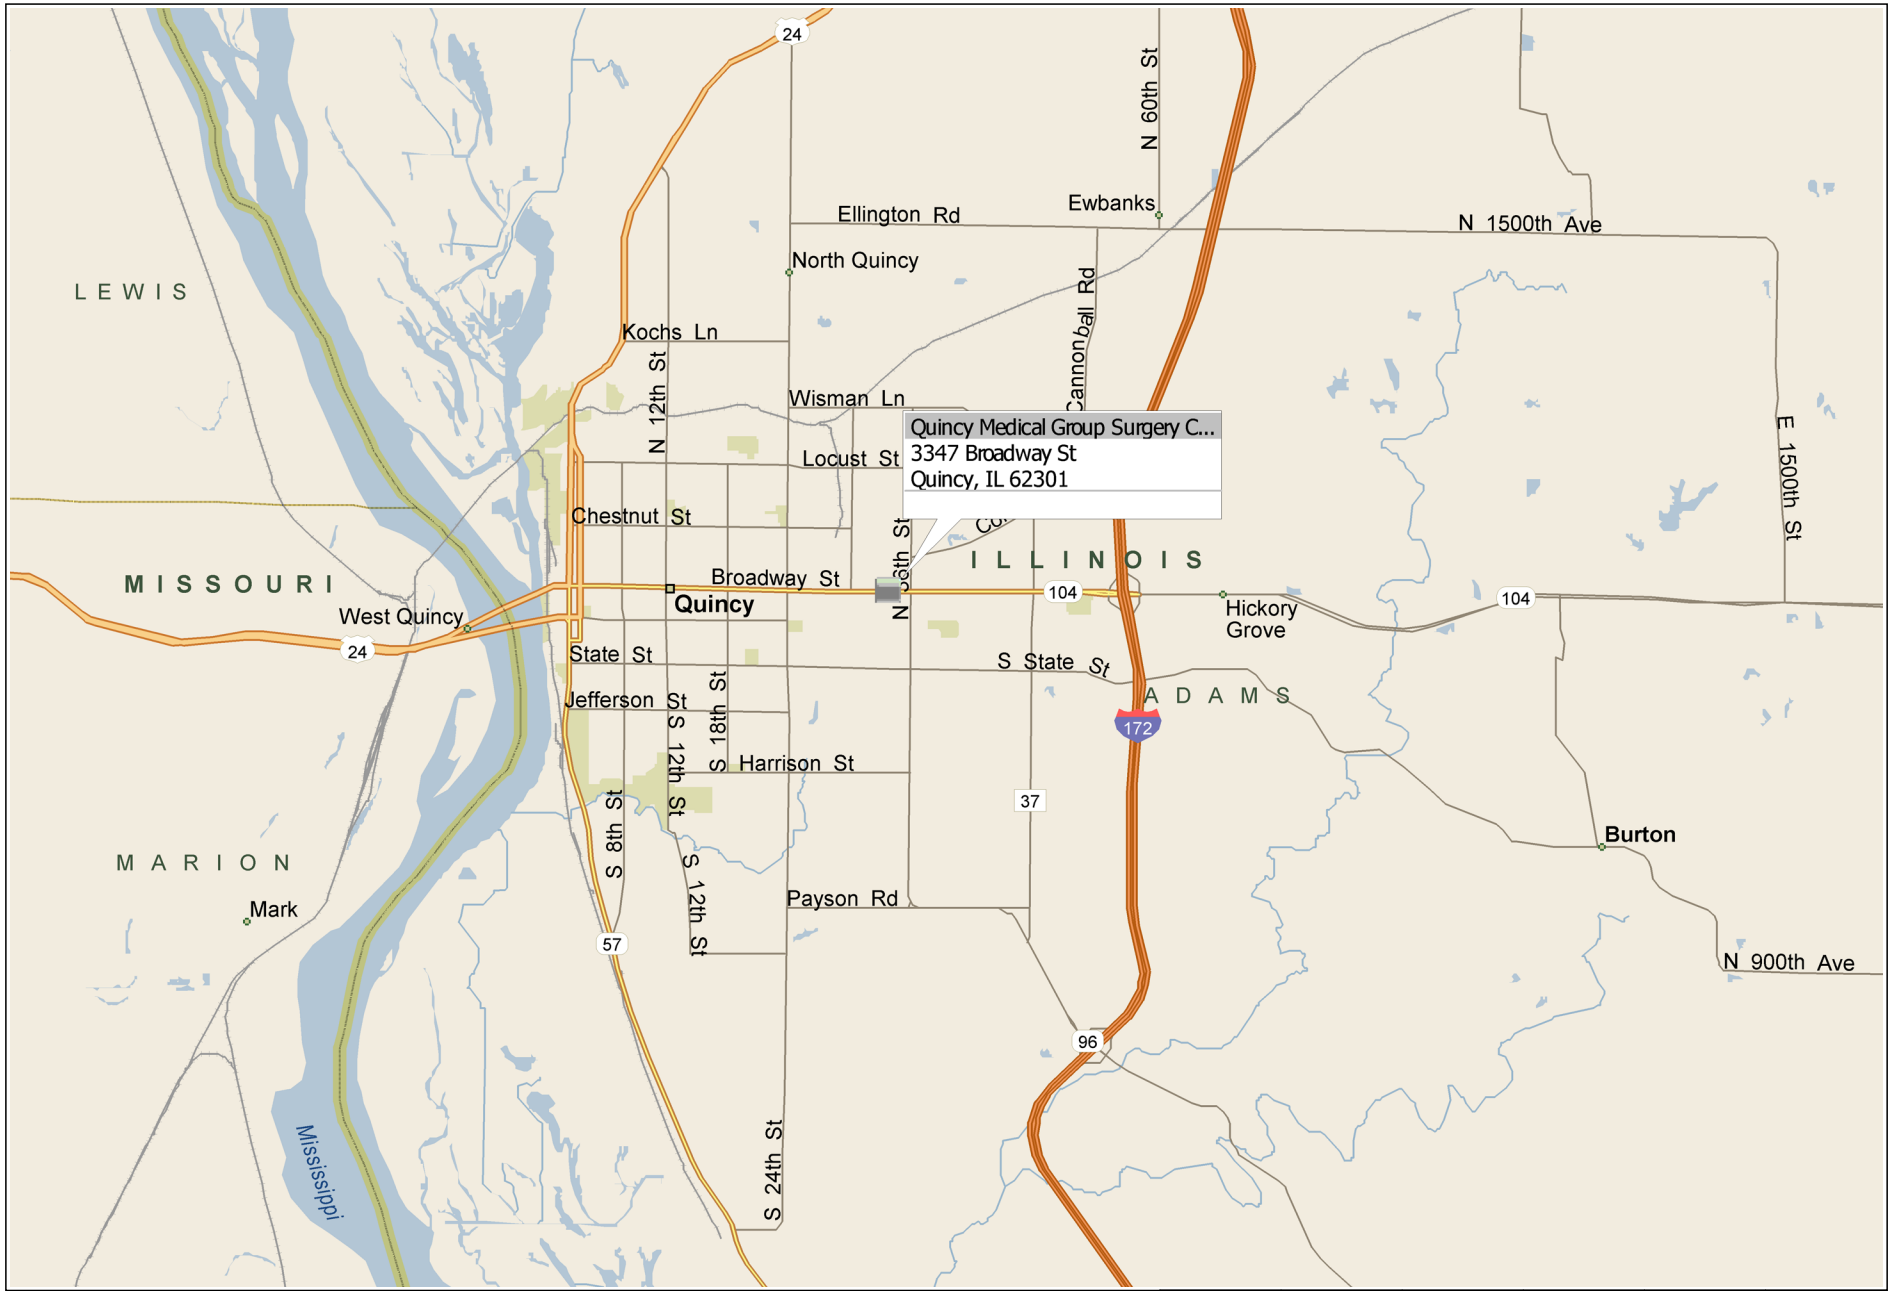 24
N 60th St
Ewbanks
Ellington Rd
N 1500th Ave
North Quincy
LEWIS
Cannonball Rd
Kochs Ln
N 12th St
Wisman Ln
Quincy Medical Group Surgery C...
3347 Broadway St
Quincy, IL 62301
E 1500th St
Locust St
Chestnut St
ILLINOIS
MISSOURI
Broadway St
104
104
Quincy
West Quincy
Hickory
Grove
24
State St
S State St
ADAMS
Jefferson St
S 18th St
S 12th St
172
Harrison St
37
S 8th St
Burton
MARION
S 12th St
Payson Rd
Mark
57
N 900th Ave
96
Mississippi
S 24th St